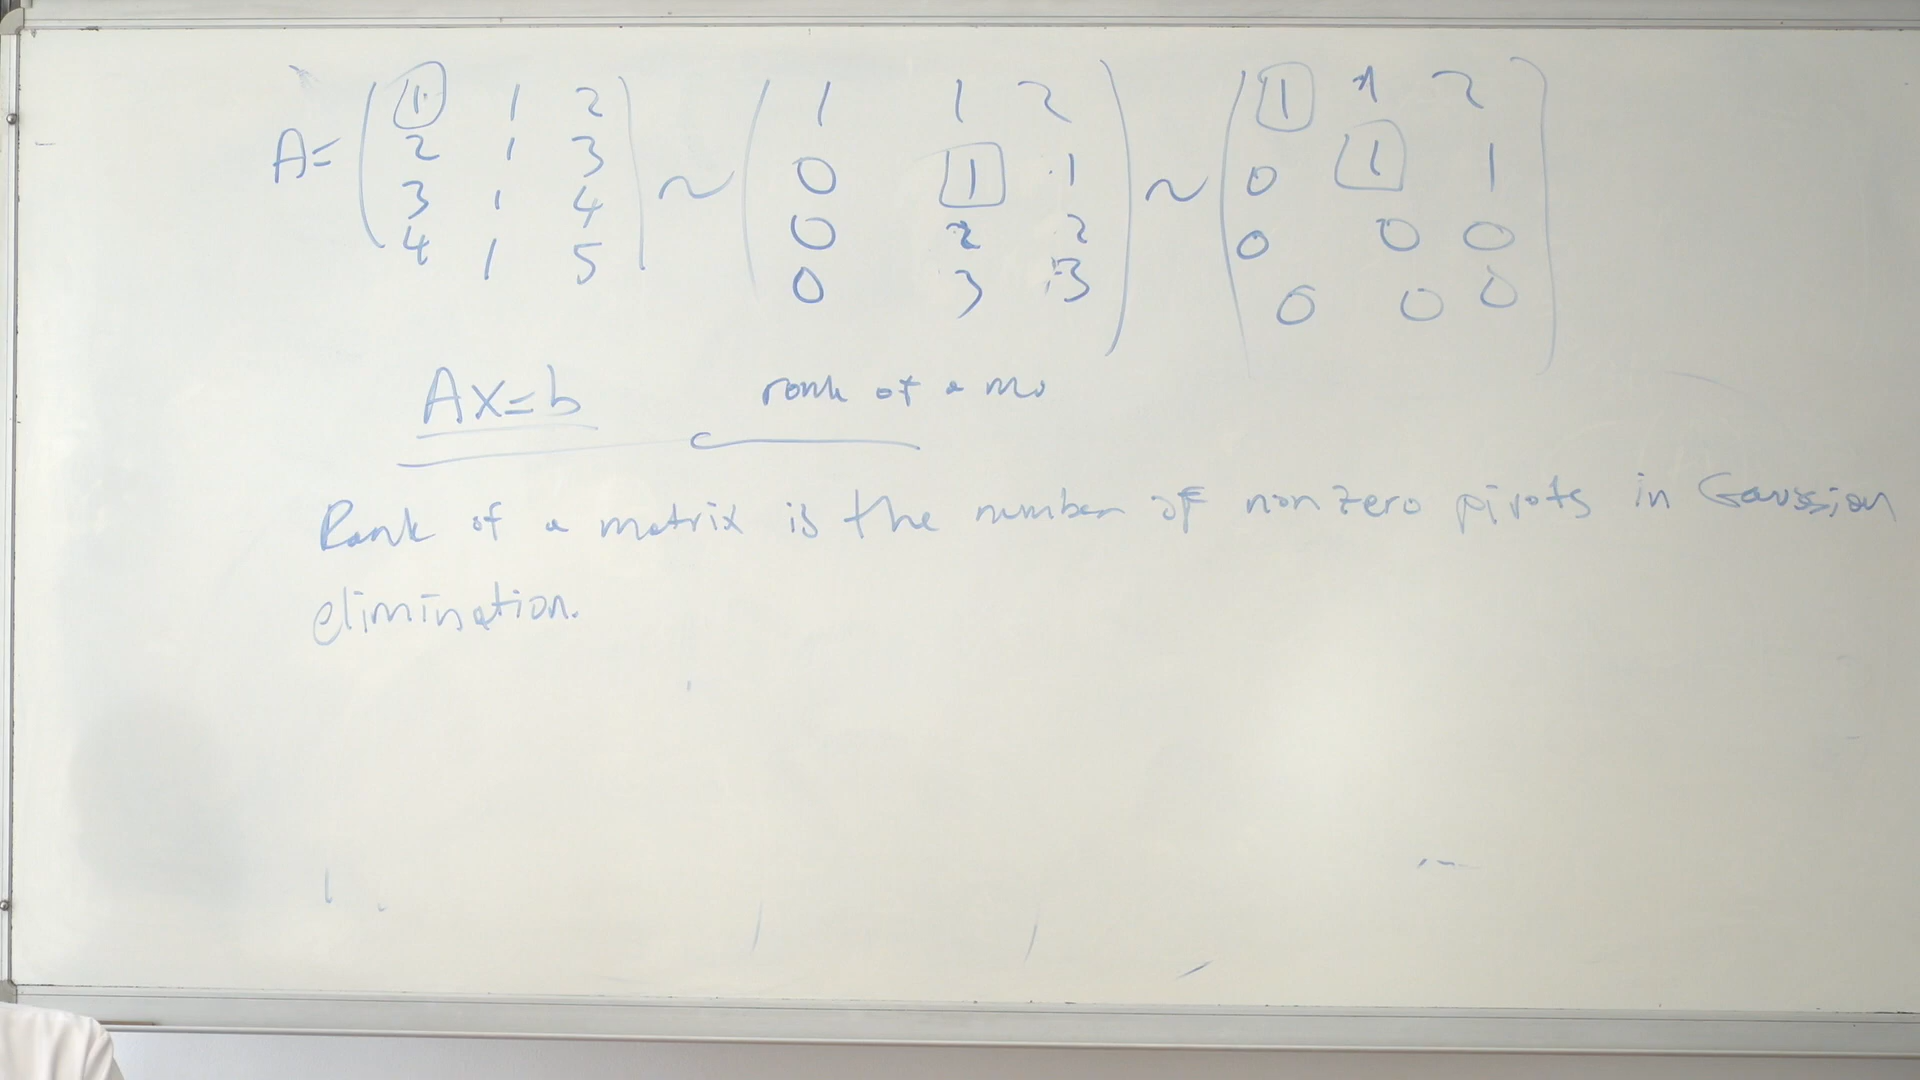 A= ( 1 1 2 ) ~ ( 1 1 2 ) ~ ( 1 1 2 )
2 1 3 0 1 1 0 1 1
3 1 4 0 2 2 0 0 0
4 1 5 0 3 3 0 0 0
Ax=b rank of a ma
Rank of a matrix is the number of non zero pivots in Gaussian
elimination.